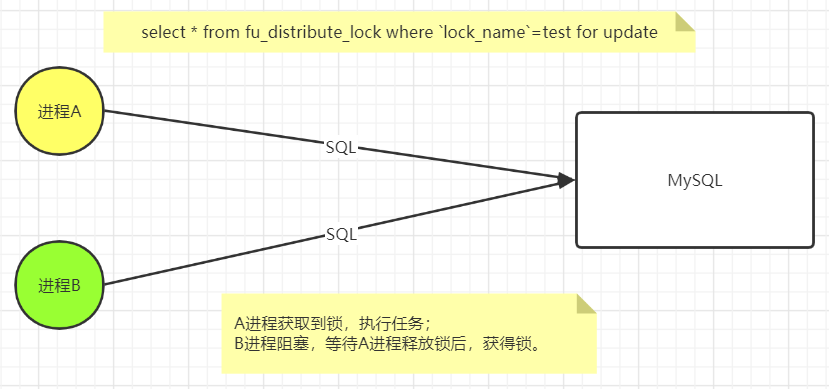 select * from fu_distribute_lock where `lock_name`=test for update
进程A
SQL
MySQL
SQL
进程B
A进程获取到锁，执行任务；
B进程阻塞，等待A进程释放锁后，获得锁。